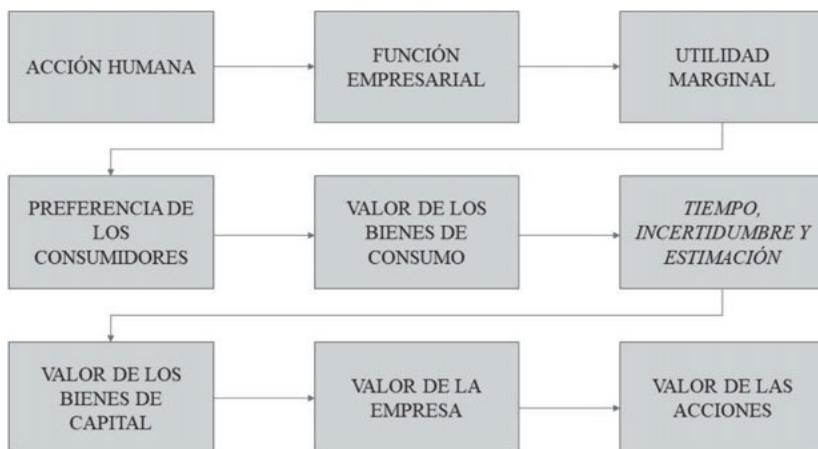 ACCIÓN HUMANA
FUNCIÓN
EMPRESARIAL
UTILIDAD
MARGINAL
PREFERENCIA DE
LOS
CONSUMIDORES
VALOR DE LOS
BIENES DE
CONSUMO
TIEMPO,
INCERTIDUMBRE Y
ESTIMACIÓN
VALOR DE LOS
BIENES DE
CAPITAL
VALOR DE LA
EMPRESA
VALOR DE LAS
ACCIONES